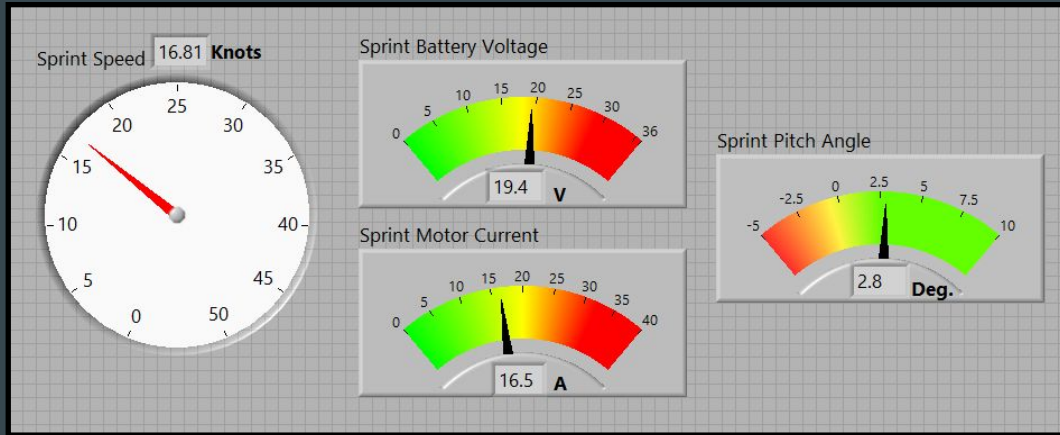 Sprint Speed 16.81 Knots
0
5
10
15
20
25
30
35
40
45
50
Sprint Battery Voltage
0 5 10 15 20 25 30 36
19.4 V
Sprint Motor Current
0 5 10 15 20 25 30 35 40
16.5 A
Sprint Pitch Angle
-5 -2.5 0 2.5 5 7.5 10
2.8 Deg.